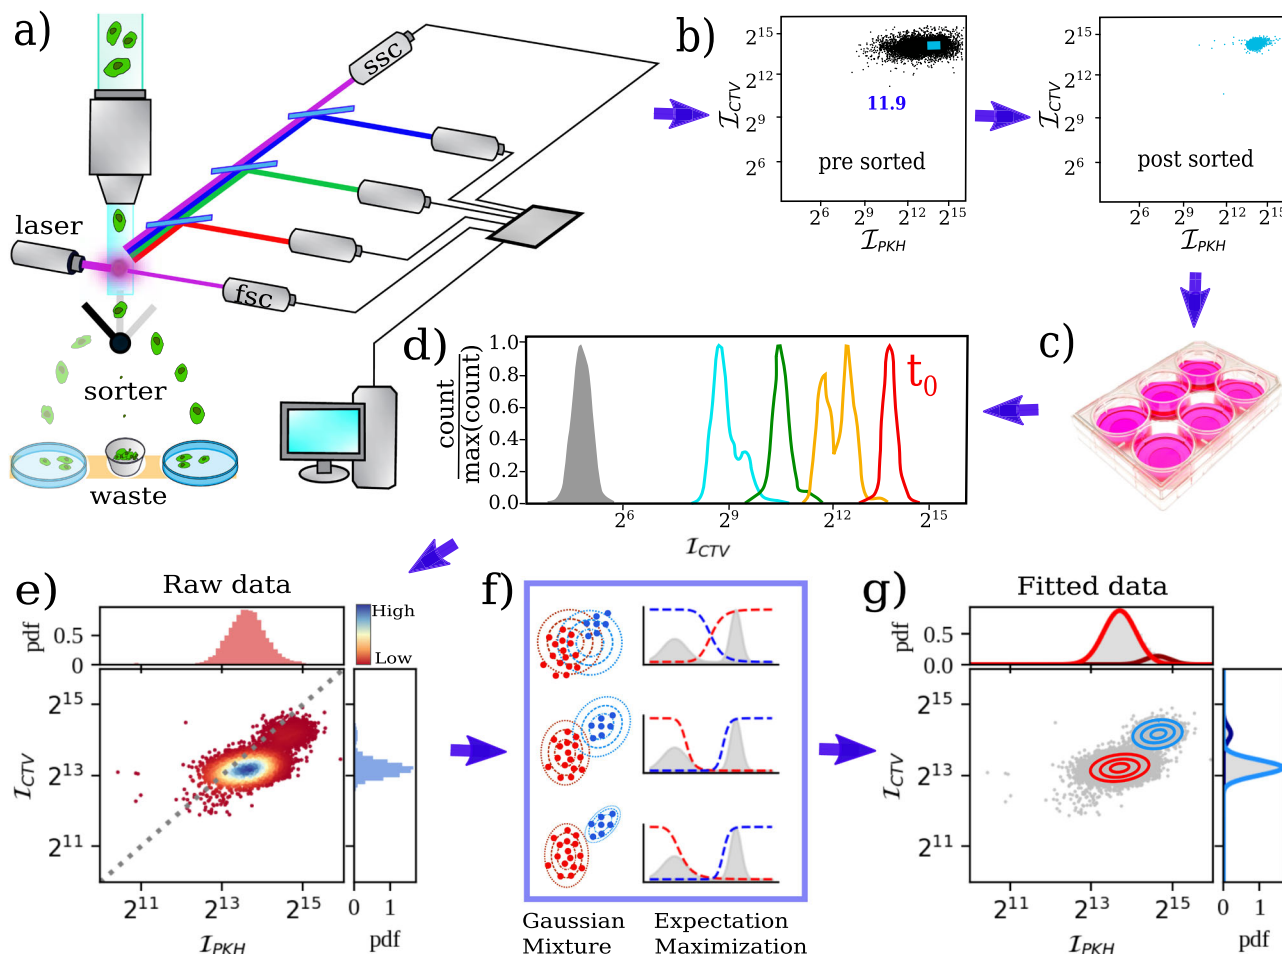 a)
ssc
laser
fsc
sorter
waste
b)
2^15
2^12
2^9
2^6
I_CTV
11.9
pre sorted
2^6 2^9 2^12 2^15
I_PKH
2^15
2^12
2^9
2^6
I_CTV
post sorted
2^6 2^9 2^12 2^15
I_PKH
c)
d)
count
max(count)
1.0
0.8
0.6
0.4
0.2
0.0
t_0
2^6 2^9 2^12 2^15
I_CTV
e)
Raw data
pdf
0.5
0
High
Low
2^15
2^13
2^11
I_CTV
2^11 2^13 2^15
I_PKH
0 1
pdf
f)
Gaussian
Mixture
Expectation
Maximization
g)
Fitted data
pdf
0.5
0.0
2^15
2^13
2^11
I_CTV
2^11 2^13 2^15
I_PKH
0 1
pdf